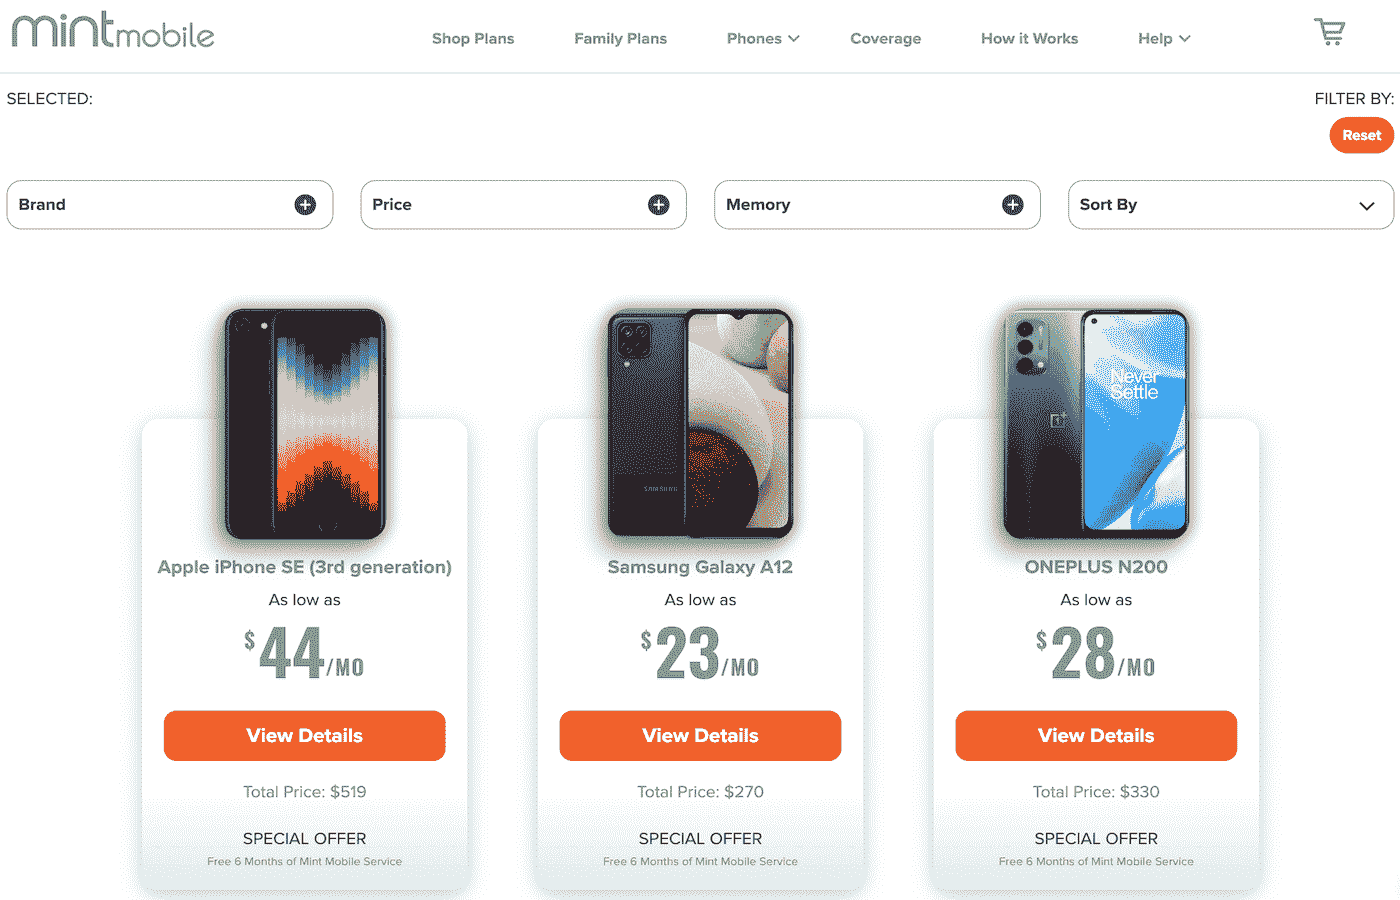 mintmobile
Shop Plans
Family Plans
Phones
Coverage
How it Works
Help
SELECTED:
FILTER BY:
Reset
Brand
Price
Memory
Sort By
SAMSUNG
Never
Settle
Apple iPhone SE (3rd generation)
As low as
$44/MO
View Details
Total Price: $519
SPECIAL OFFER
Free 6 Months of Mint Mobile Service
Samsung Galaxy A12
As low as
$23/MO
View Details
Total Price: $270
SPECIAL OFFER
Free 6 Months of Mint Mobile Service
ONEPLUS N200
As low as
$28/MO
View Details
Total Price: $330
SPECIAL OFFER
Free 6 Months of Mint Mobile Service